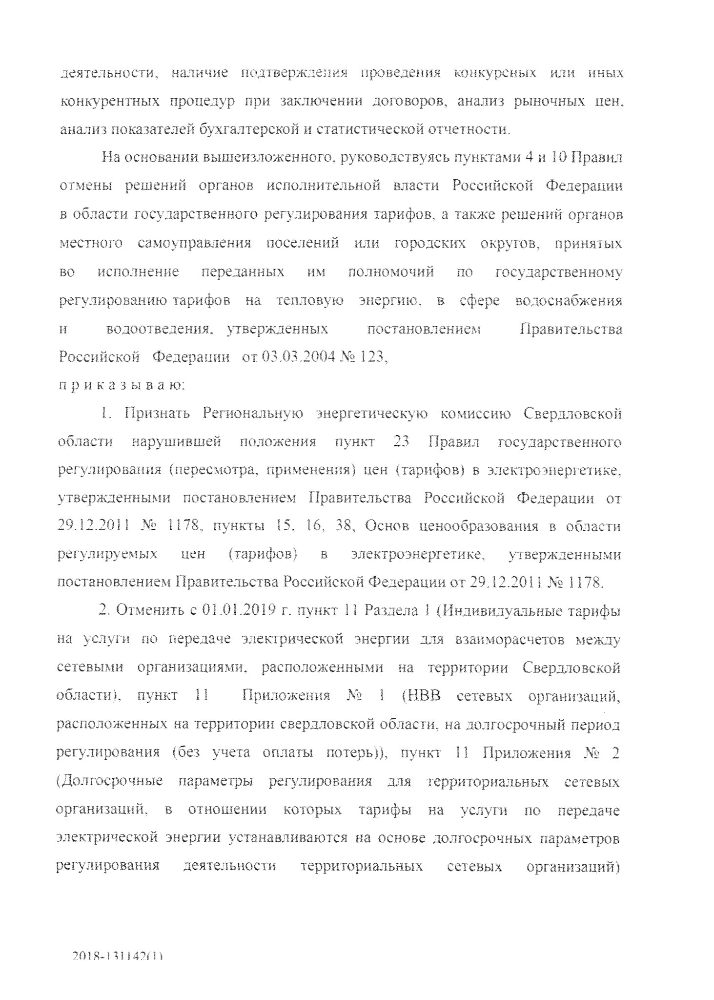 деятельности, наличие подтверждения проведения конкурсных или иных
конкурентных процедур при заключении договоров, анализ рыночных цен,
анализ показателей бухгалтерской и статистической отчетности.
На основании вышеизложенного, руководствуясь пунктами 4 и 10 Правил
отмены решений органов исполнительной власти Российской Федерации
в области государственного регулирования тарифов, а также решений органов
местного самоуправления поселений или городских округов, принятых
во исполнение переданных им полномочий по государственному
регулированию тарифов на тепловую энергию, в сфере водоснабжения
и водоотведения, утвержденных постановлением Правительства
Российской Федерации от 03.03.2004 № 123,
п р и к а з ы в а ю:
1. Признать Региональную энергетическую комиссию Свердловской
области нарушившей положения пункт 23 Правил государственного
регулирования (пересмотра, применения) цен (тарифов) в электроэнергетике,
утвержденными постановлением Правительства Российской Федерации от
29.12.2011 № 1178, пункты 15, 16, 38, Основ ценообразования в области
регулируемых цен (тарифов) в электроэнергетике, утвержденными
постановлением Правительства Российской Федерации от 29.12.2011 № 1178.
2. Отменить с 01.01.2019 г. пункт 11 Раздела 1 (Индивидуальные тарифы
на услуги по передаче электрической энергии для взаиморасчетов между
сетевыми организациями, расположенными на территории Свердловской
области), пункт 11 Приложения № 1 (НВВ сетевых организаций,
расположенных на территории свердловской области, на долгосрочный период
регулирования (без учета оплаты потерь)), пункт 11 Приложения № 2
(Долгосрочные параметры регулирования для территориальных сетевых
организаций, в отношении которых тарифы на услуги по передаче
электрической энергии устанавливаются на основе долгосрочных параметров
регулирования деятельности территориальных сетевых организаций)
2018-131142(1)